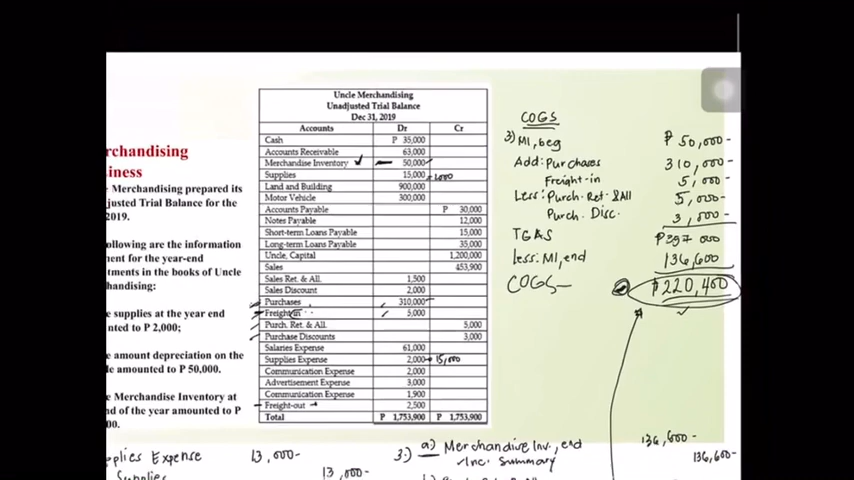 Uncle Merchandising
Unadjusted Trial Balance
Dec 31, 2019
Accounts Dr Cr
Cash P 35,000
Accounts Receivable 63,000
Merchandise Inventory 50,000
Supplies 15,000
Land and Building 900,000
Motor Vehicle 300,000
Accounts Payable P 30,000
Notes Payable 12,000
Short-term Loans Payable 15,000
Long-term Loans Payable 35,000
Uncle, Capital 1,200,000
Sales 453,900
Sales Ret. & All. 1,500
Sales Discount 2,000
Purchases 310,000
Freight-in 5,000
Purch. Ret. & All. 5,000
Purchase Discounts 3,000
Salaries Expense 61,000
Supplies Expense 2,000 15,000
Communication Expense 2,000
Advertisement Expense 3,000
Communication Expense 1,900
Freight-out 2,500
Total P 1,753,900 P 1,753,900
rchandising
siness
Merchandising prepared its
justed Trial Balance for the
2019.
ollowing are the information
nent for the year-end
tments in the books of Uncle
handising:
e supplies at the year end
nted to P 2,000;
e amount depreciation on the
le amounted to P 50,000.
e Merchandise Inventory at
nd of the year amounted to P
00.
COGS
3) MI, beg P 50,000-
Add: Purchases 310,000-
Freight-in 5,000-
Less: Purch. Ret & All 5,000-
Purch. Disc. 3,000-
TGAS P357 000
less: MI, end 136,600
COGS— P 220,400
pplies Expense 13,000-
Supplies 13,000-
3.) a) Merchandise Inv., end 136,600-
Inc. Summary 136,600-